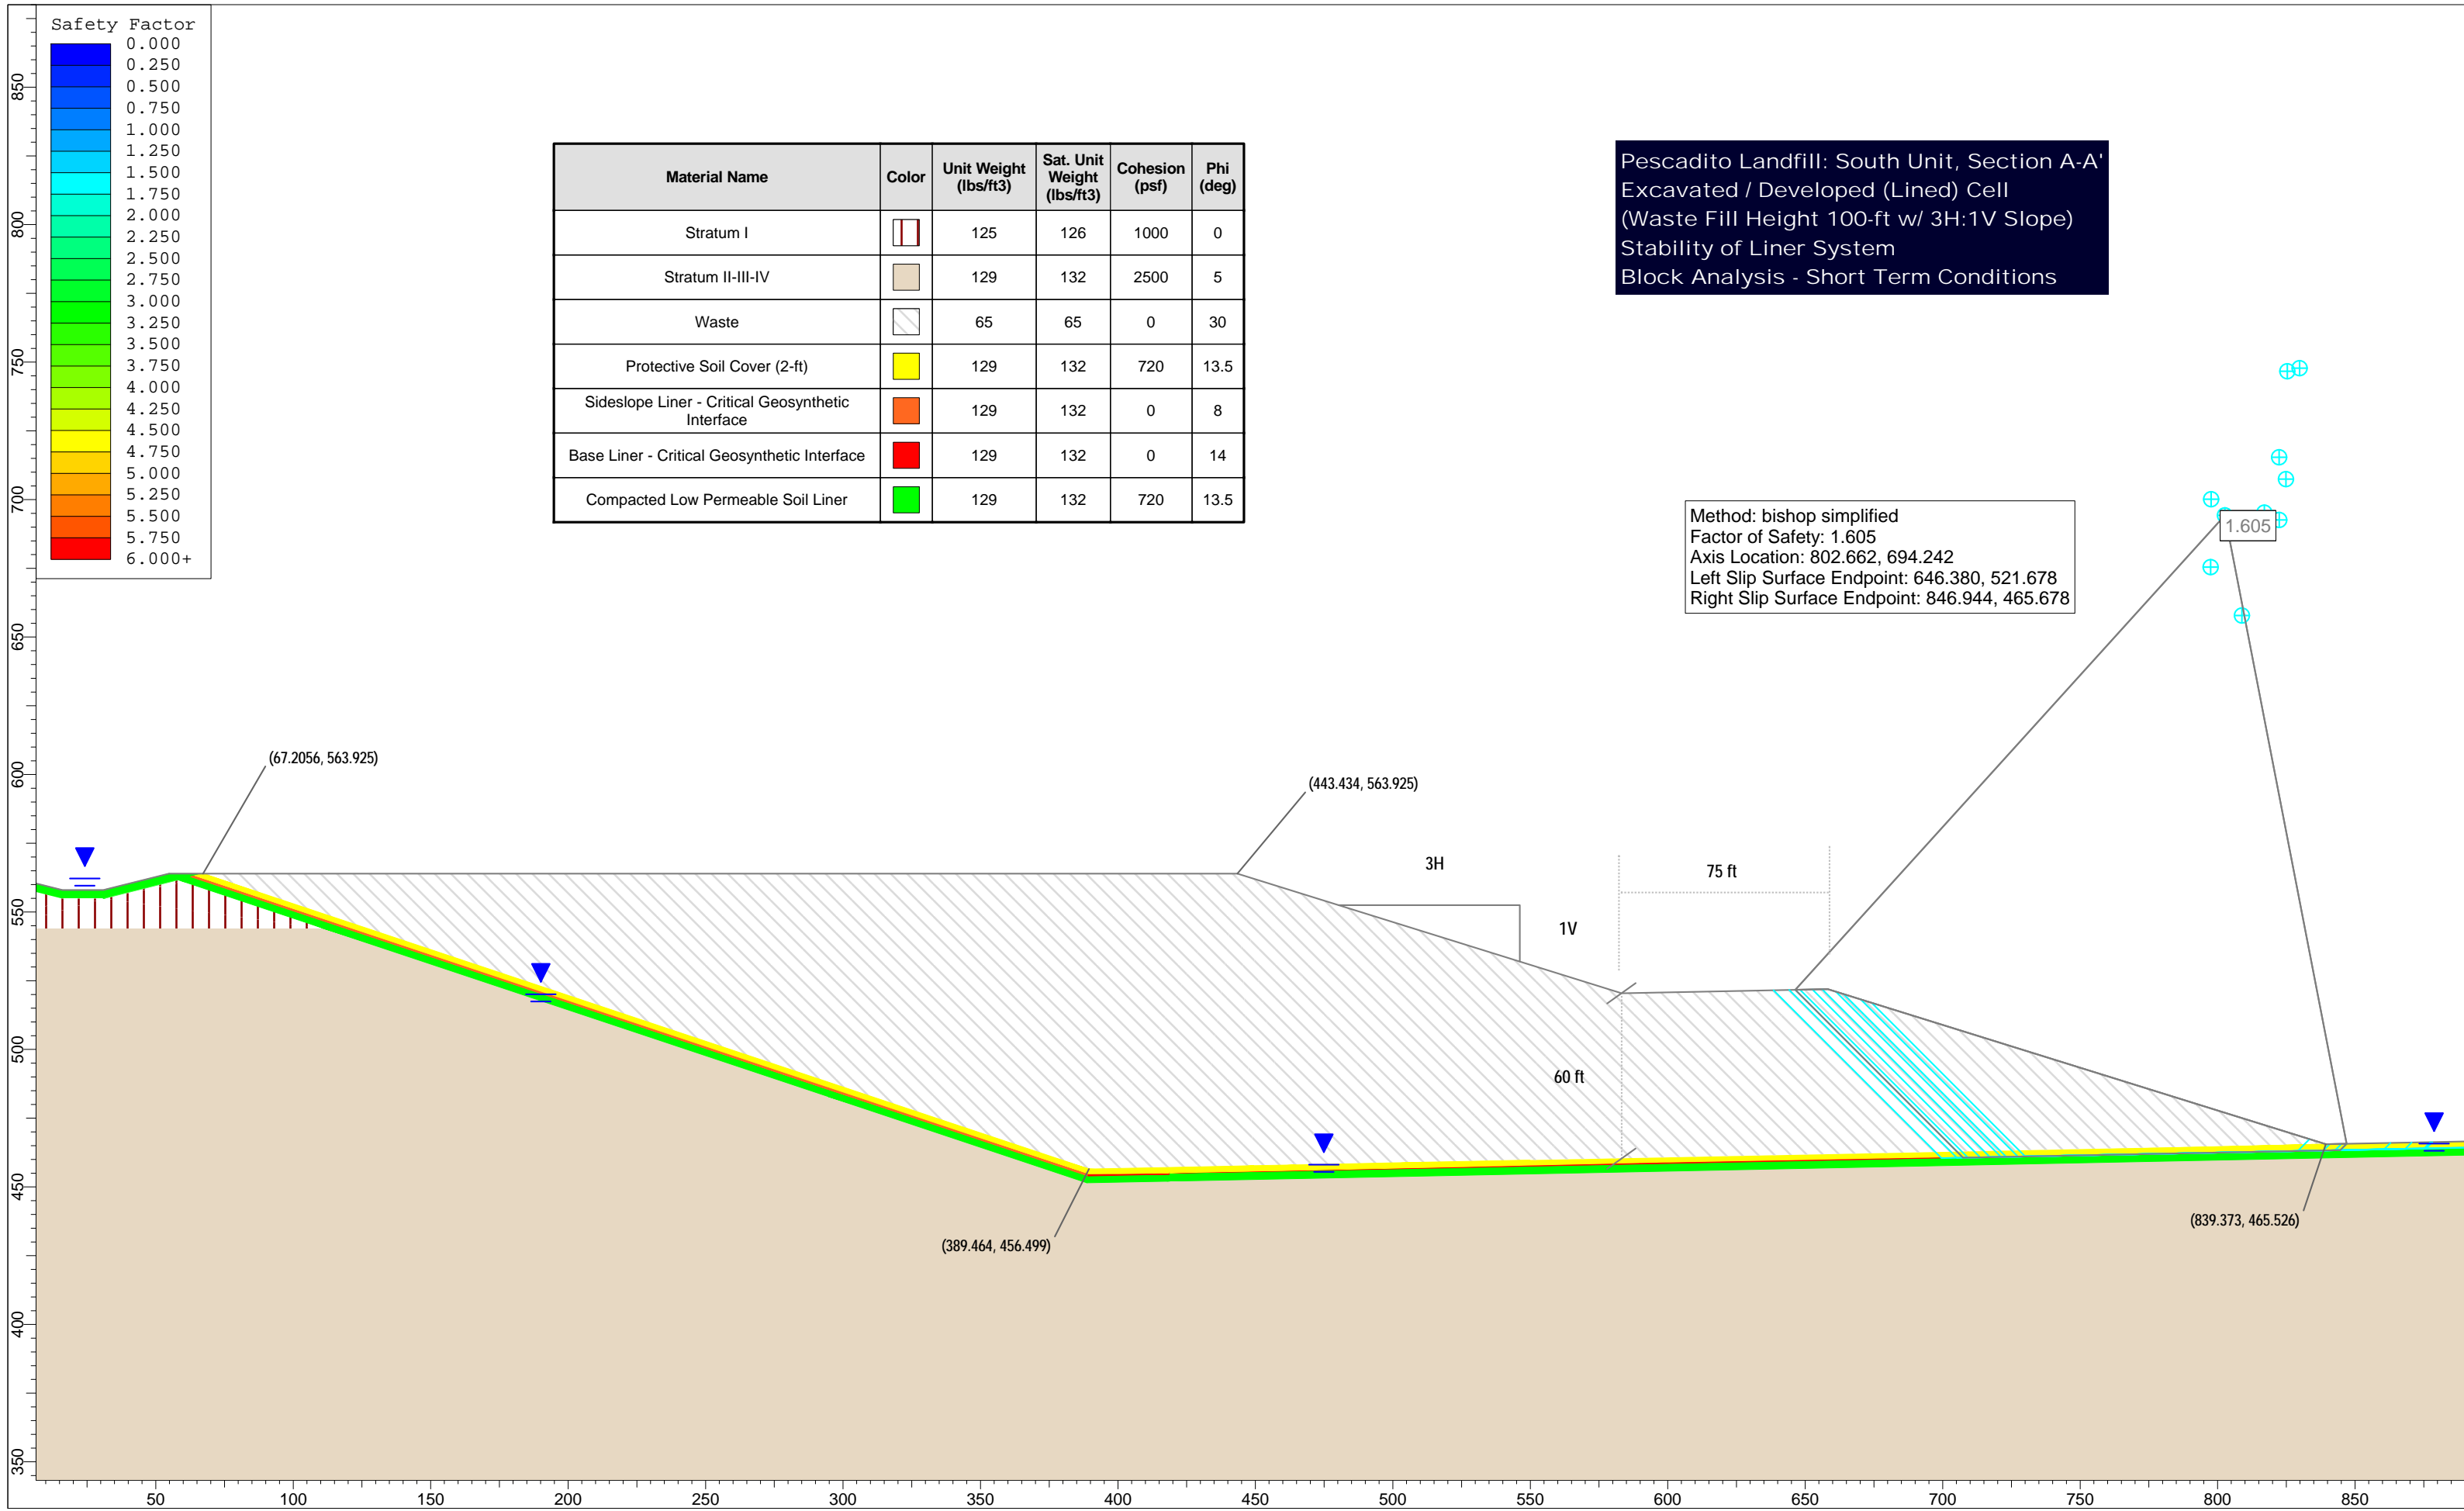 Safety Factor
0.000
0.250
0.500
0.750
1.000
1.250
1.500
1.750
2.000
2.250
2.500
2.750
3.000
3.250
3.500
3.750
4.000
4.250
4.500
4.750
5.000
5.250
5.500
5.750
6.000+
Material Name Color Unit Weight (lbs/ft3) Sat. Unit Weight (lbs/ft3) Cohesion (psf) Phi (deg)
Stratum I 125 126 1000 0
Stratum II-III-IV 129 132 2500 5
Waste 65 65 0 30
Protective Soil Cover (2-ft) 129 132 720 13.5
Sideslope Liner - Critical Geosynthetic Interface 129 132 0 8
Base Liner - Critical Geosynthetic Interface 129 132 0 14
Compacted Low Permeable Soil Liner 129 132 720 13.5
Pescadito Landfill: South Unit, Section A-A'
Excavated / Developed (Lined) Cell
(Waste Fill Height 100-ft w/ 3H:1V Slope)
Stability of Liner System
Block Analysis - Short Term Conditions
Method: bishop simplified
Factor of Safety: 1.605
Axis Location: 802.662, 694.242
Left Slip Surface Endpoint: 646.380, 521.678
Right Slip Surface Endpoint: 846.944, 465.678
1.605
(67.2056, 563.925)
(443.434, 563.925)
3H
1V
75 ft
60 ft
(389.464, 456.499)
(839.373, 465.526)
850
800
750
700
650
600
550
500
450
400
350
50 100 150 200 250 300 350 400 450 500 550 600 650 700 750 800 850